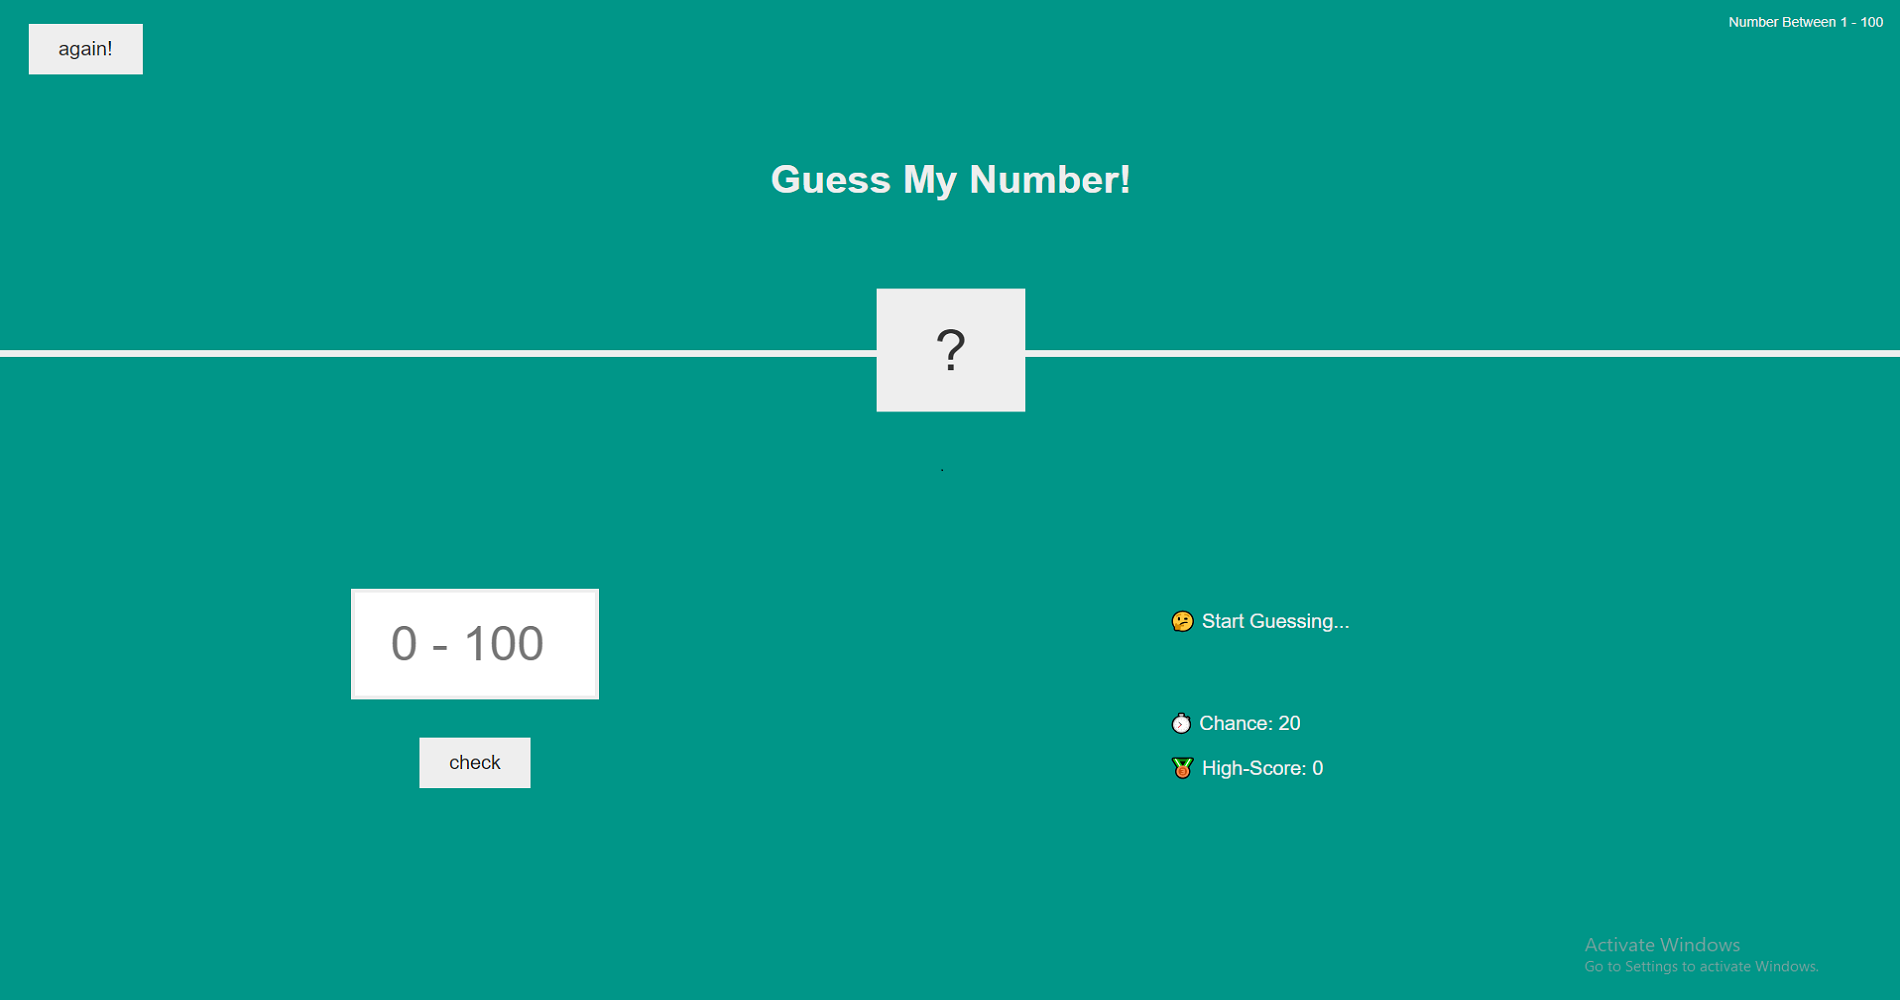 again!
Number Between 1 - 100
Guess My Number!
?
0 - 100
check
🤔 Start Guessing...
Chance: 20
High-Score: 0
Activate Windows
Go to Settings to activate Windows.